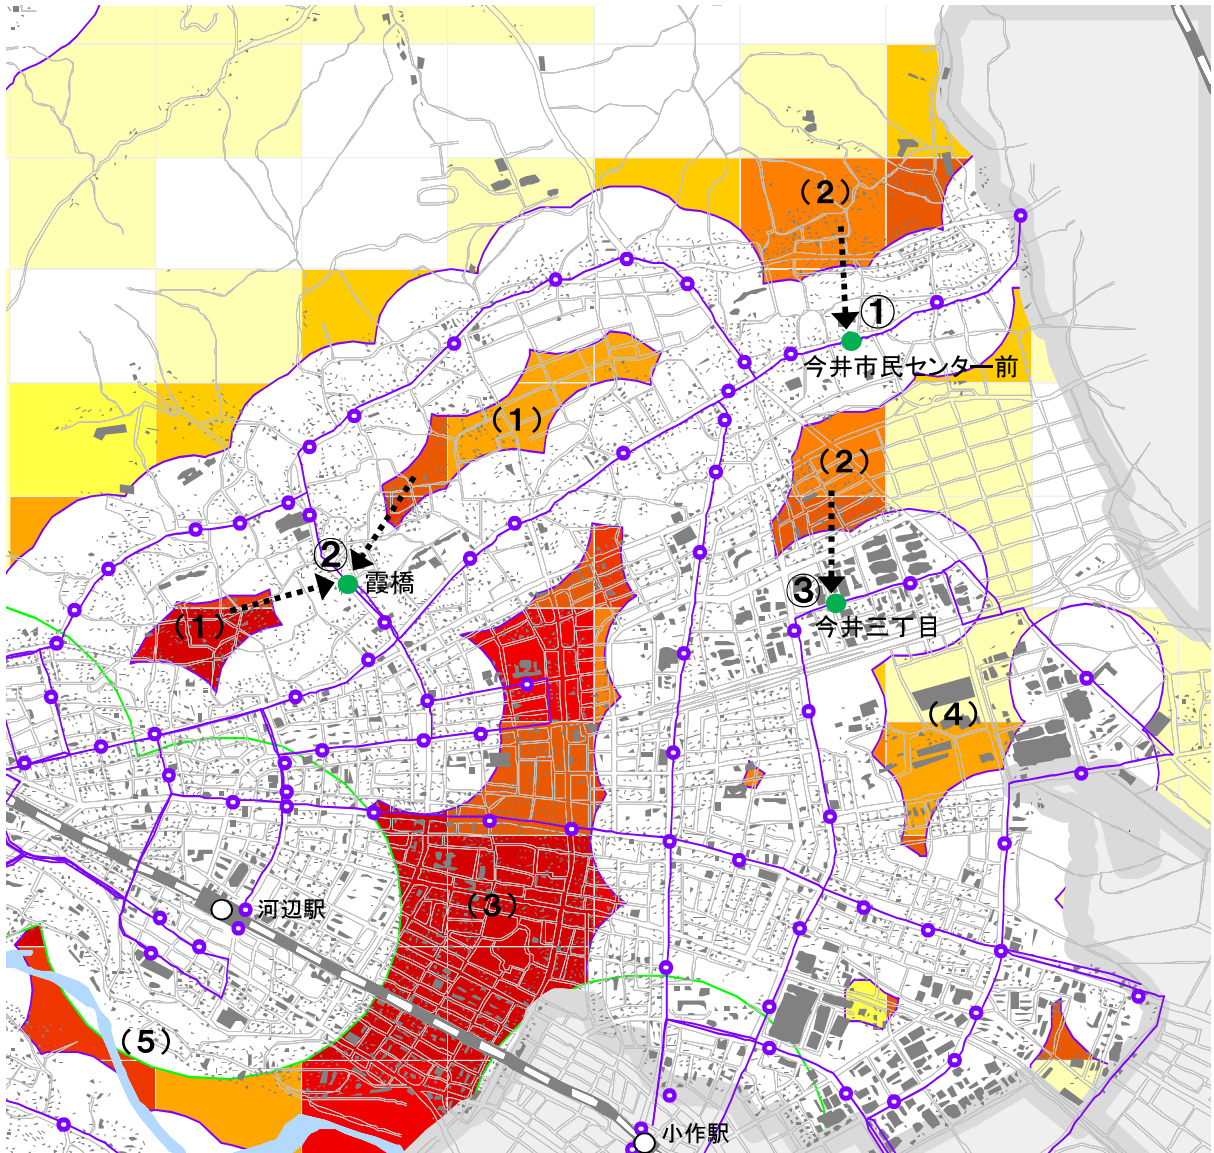 (2)
①
今井市民センター前
(1)
(2)
②
霞橋
③
今井三丁目
(1)
(4)
(3)
河辺駅
(5)
小作駅